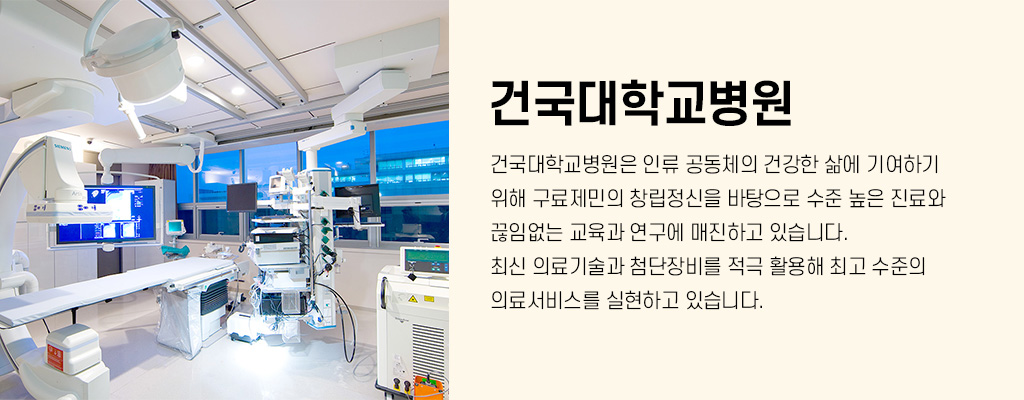 건국대학교병원
건국대학교병원은 인류 공동체의 건강한 삶에 기여하기
위해 구료제민의 창립정신을 바탕으로 수준 높은 진료와
끊임없는 교육과 연구에 매진하고 있습니다.
최신 의료기술과 첨단장비를 적극 활용해 최고 수준의
의료서비스를 실현하고 있습니다.
SIEMENS